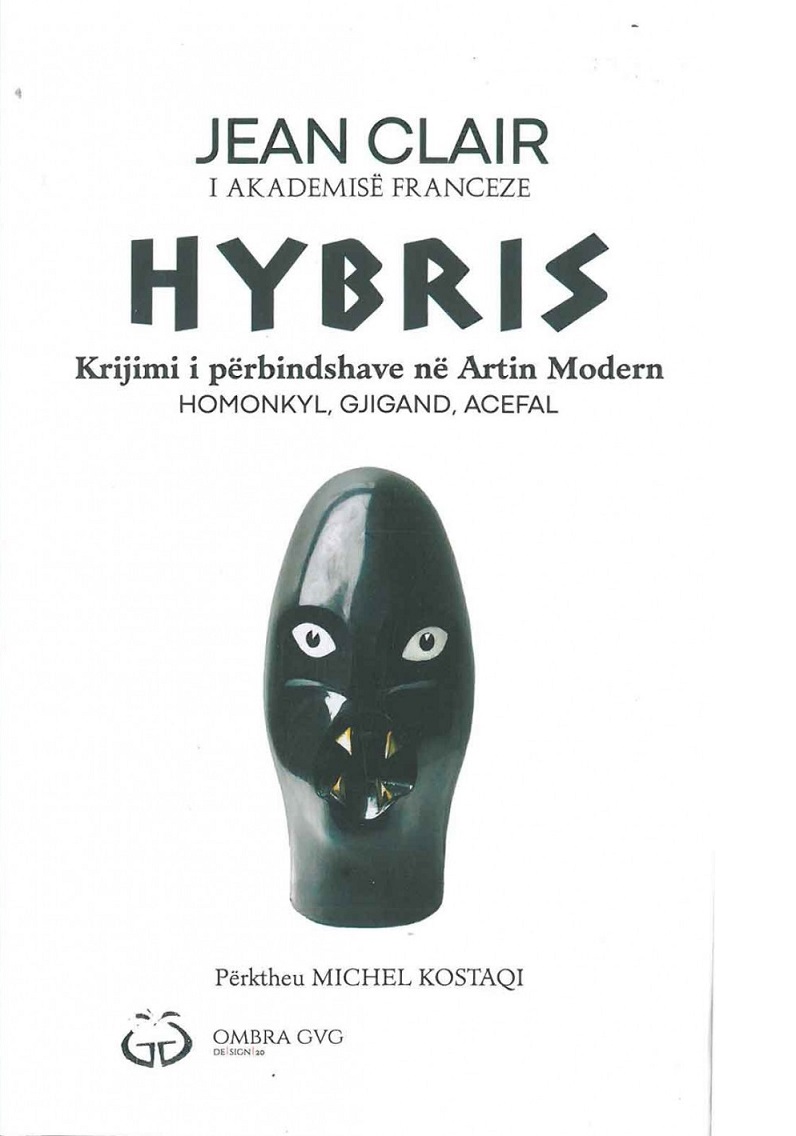 JEAN CLAIR
I AKADEMISË FRANCEZE
HYBRIS
Krijimi i përbindshave në Artin Modern
HOMONKYL, GJIGAND, ACEFAL
Përktheu MICHEL KOSTAQI
OMBRA GVG
DE|SIGN|20